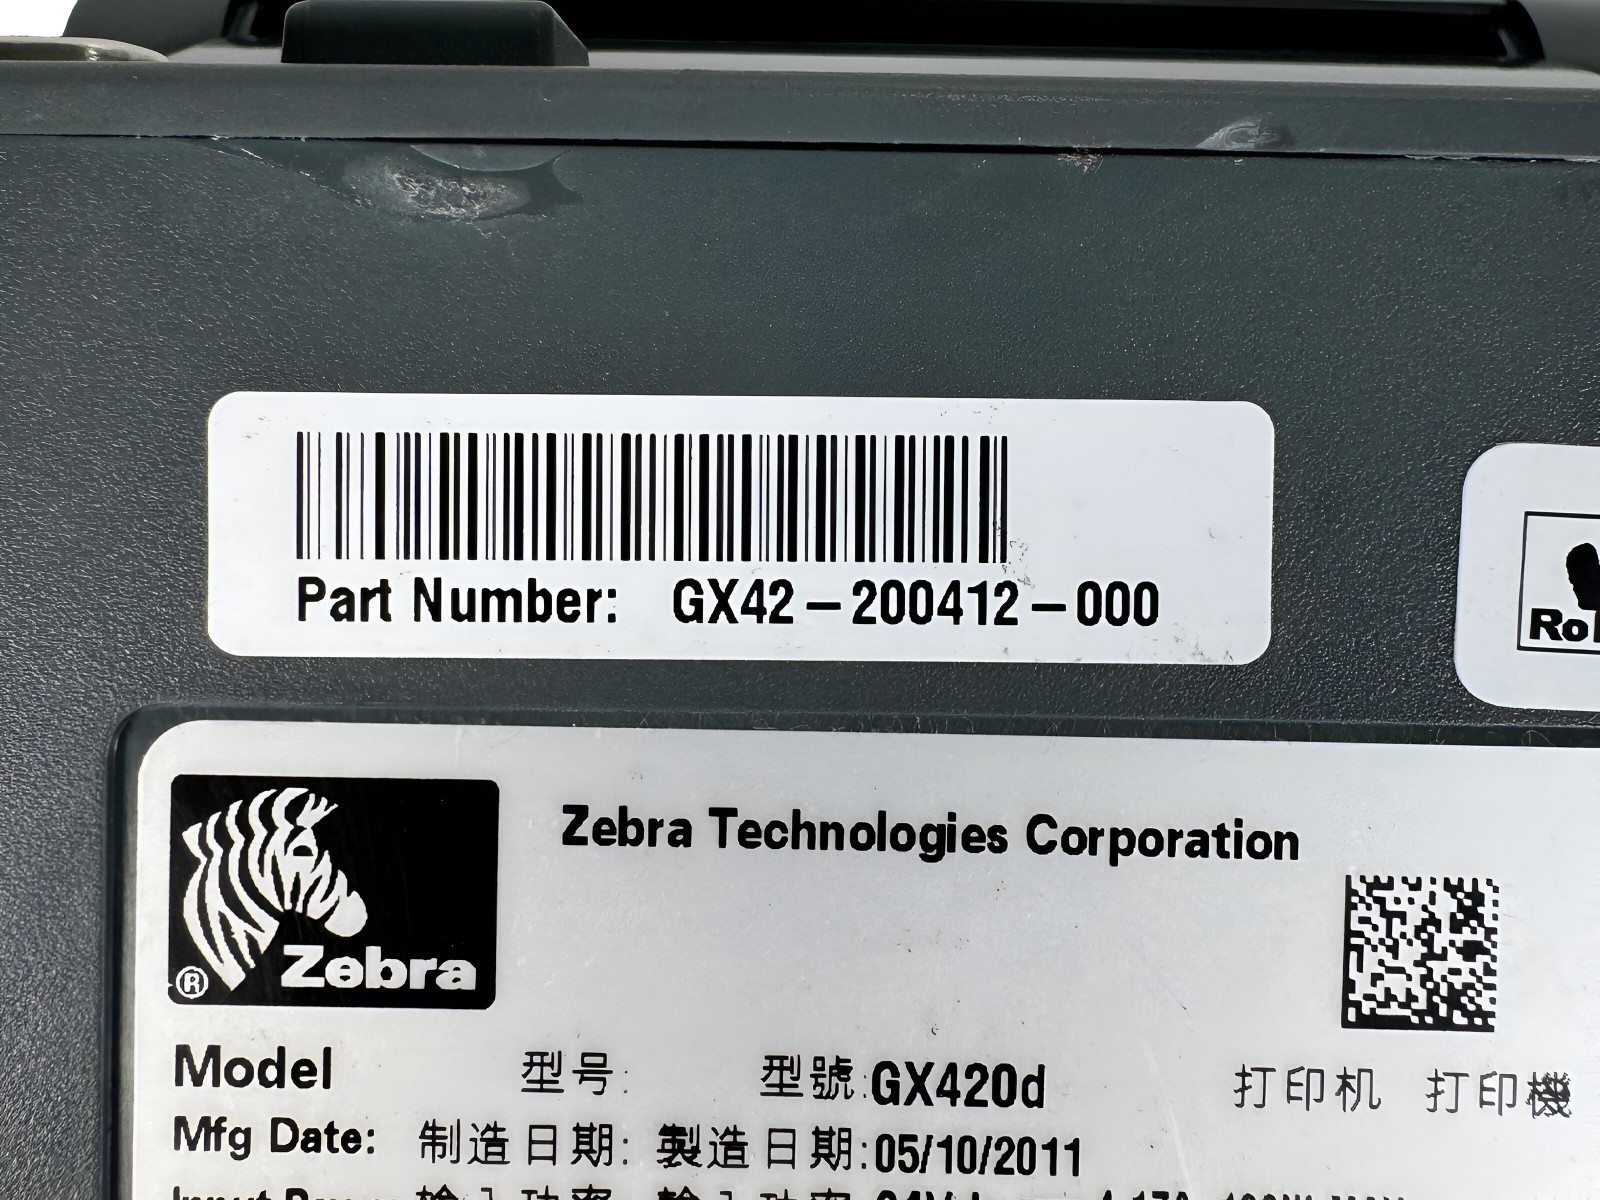 Part Number: GX42-200412-000
RoH
Zebra Technologies Corporation
® Zebra
Model 型号: 型號:GX420d 打印机 打印機
Mfg Date: 制造日期: 製造日期:05/10/2011